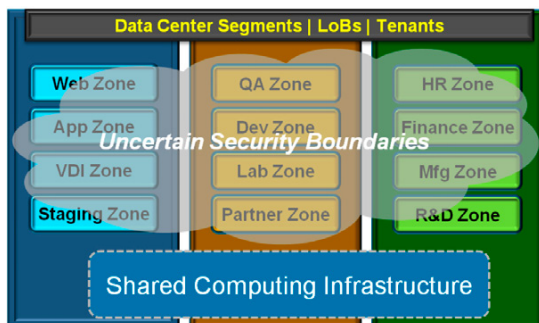 Data Center Segments | LoBs | Tenants
Web Zone
App Zone
VDI Zone
Staging Zone
QA Zone
Dev Zone
Lab Zone
Partner Zone
HR Zone
Finance Zone
Mfg Zone
R&D Zone
Uncertain Security Boundaries
Shared Computing Infrastructure